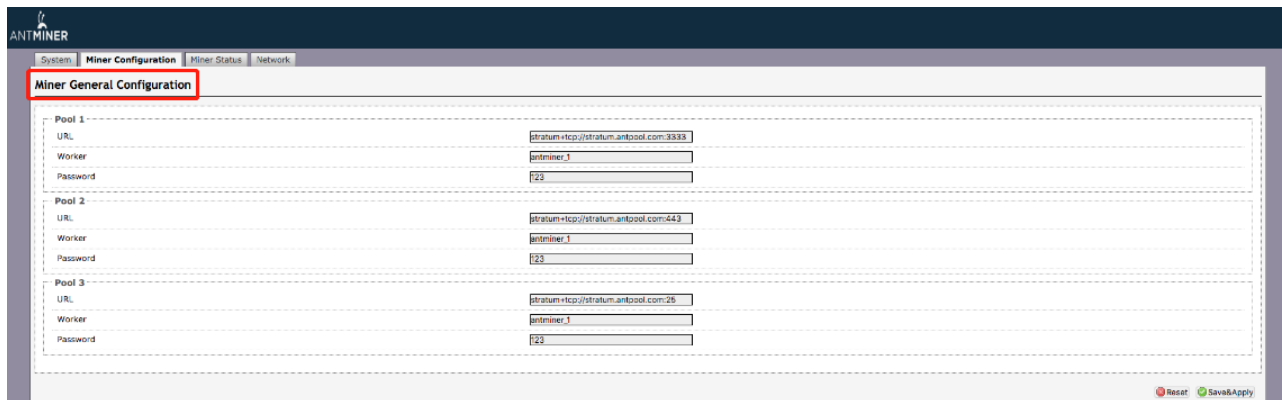 ANTMINER
System Miner Configuration Miner Status Network
Miner General Configuration
Pool 1
URL stratum+tcp://stratum.antpool.com:3333
Worker antminer_1
Password 123
Pool 2
URL stratum+tcp://stratum.antpool.com:443
Worker antminer_1
Password 123
Pool 3
URL stratum+tcp://stratum.antpool.com:25
Worker antminer_1
Password 123
Reset Save&Apply